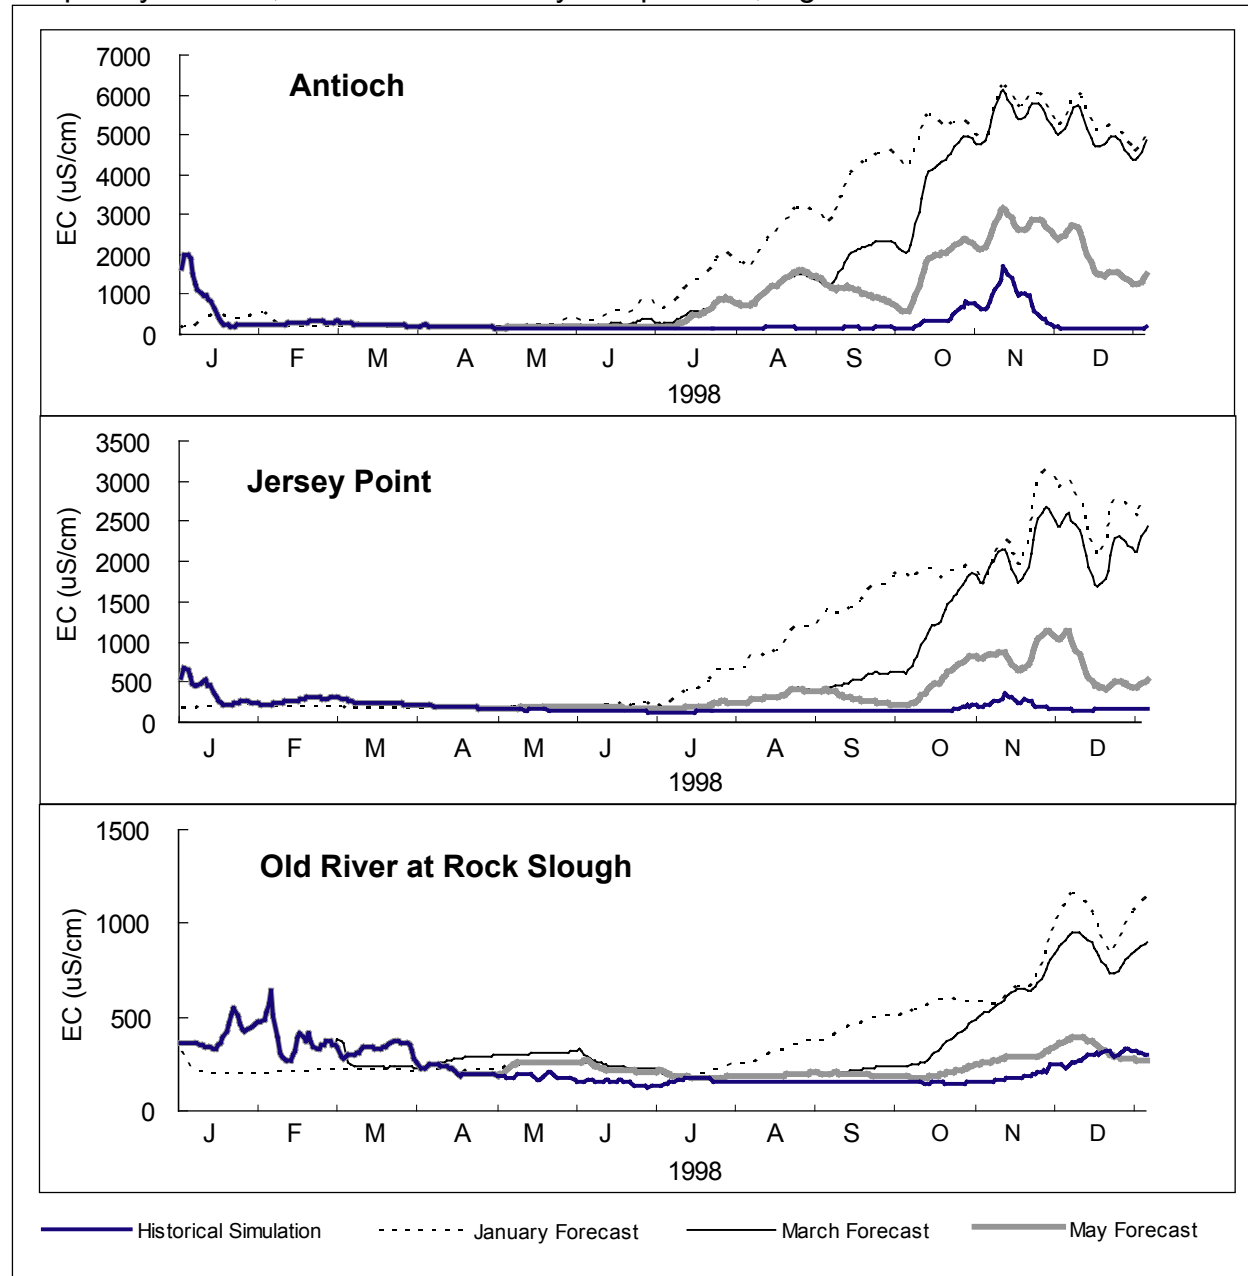 Antioch
EC (uS/cm)
7000
6000
5000
4000
3000
2000
1000
0
J F M A M J J A S O N D
1998
Jersey Point
EC (uS/cm)
3500
3000
2500
2000
1500
1000
500
0
J F M A M J J A S O N D
1998
Old River at Rock Slough
EC (uS/cm)
1500
1000
500
0
J F M A M J J A S O N D
1998
Historical Simulation January Forecast March Forecast May Forecast